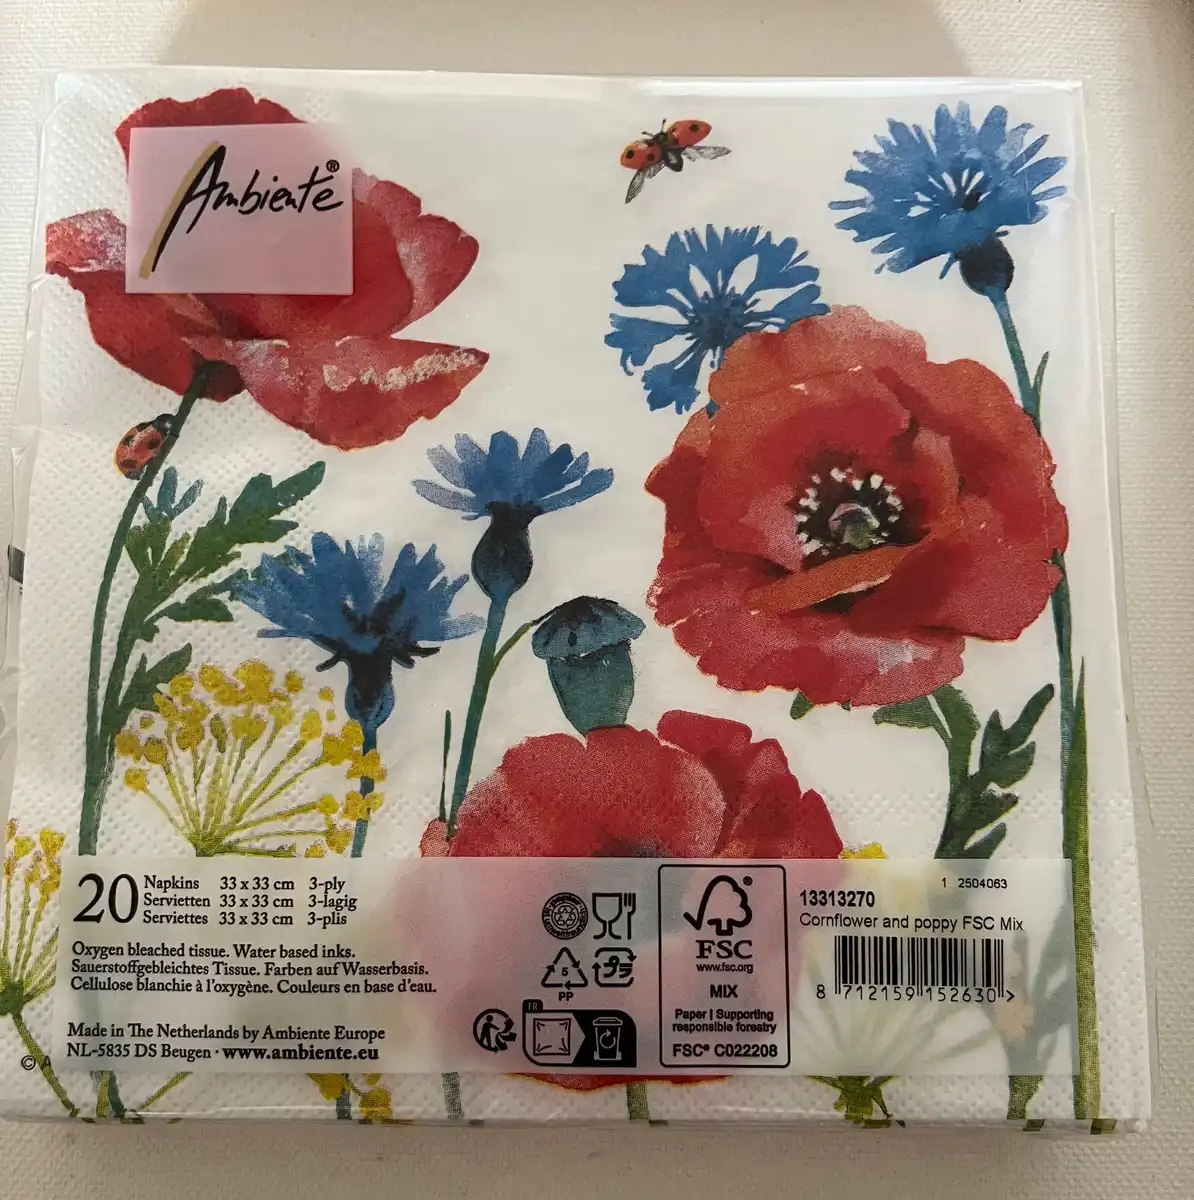 Ambiente®
20 Napkins 33 x 33 cm 3-ply
Servietten 33 x 33 cm 3-lagig
Serviettes 33 x 33 cm 3-plis
Oxygen bleached tissue. Water based inks.
Sauerstoffgebleichtes Tissue. Farben auf Wasserbasis.
Cellulose blanchie à l'oxygène. Couleurs en base d'eau.
Made in The Netherlands by Ambiente Europe
NL-5835 DS Beugen · www.ambiente.eu
© A
5
PP
プラ
FR
®
FSC
www.fsc.org
MIX
Paper | Supporting
responsible forestry
FSC® C022208
1 2504063
13313270
Cornflower and poppy FSC Mix
8 712159 152630 >